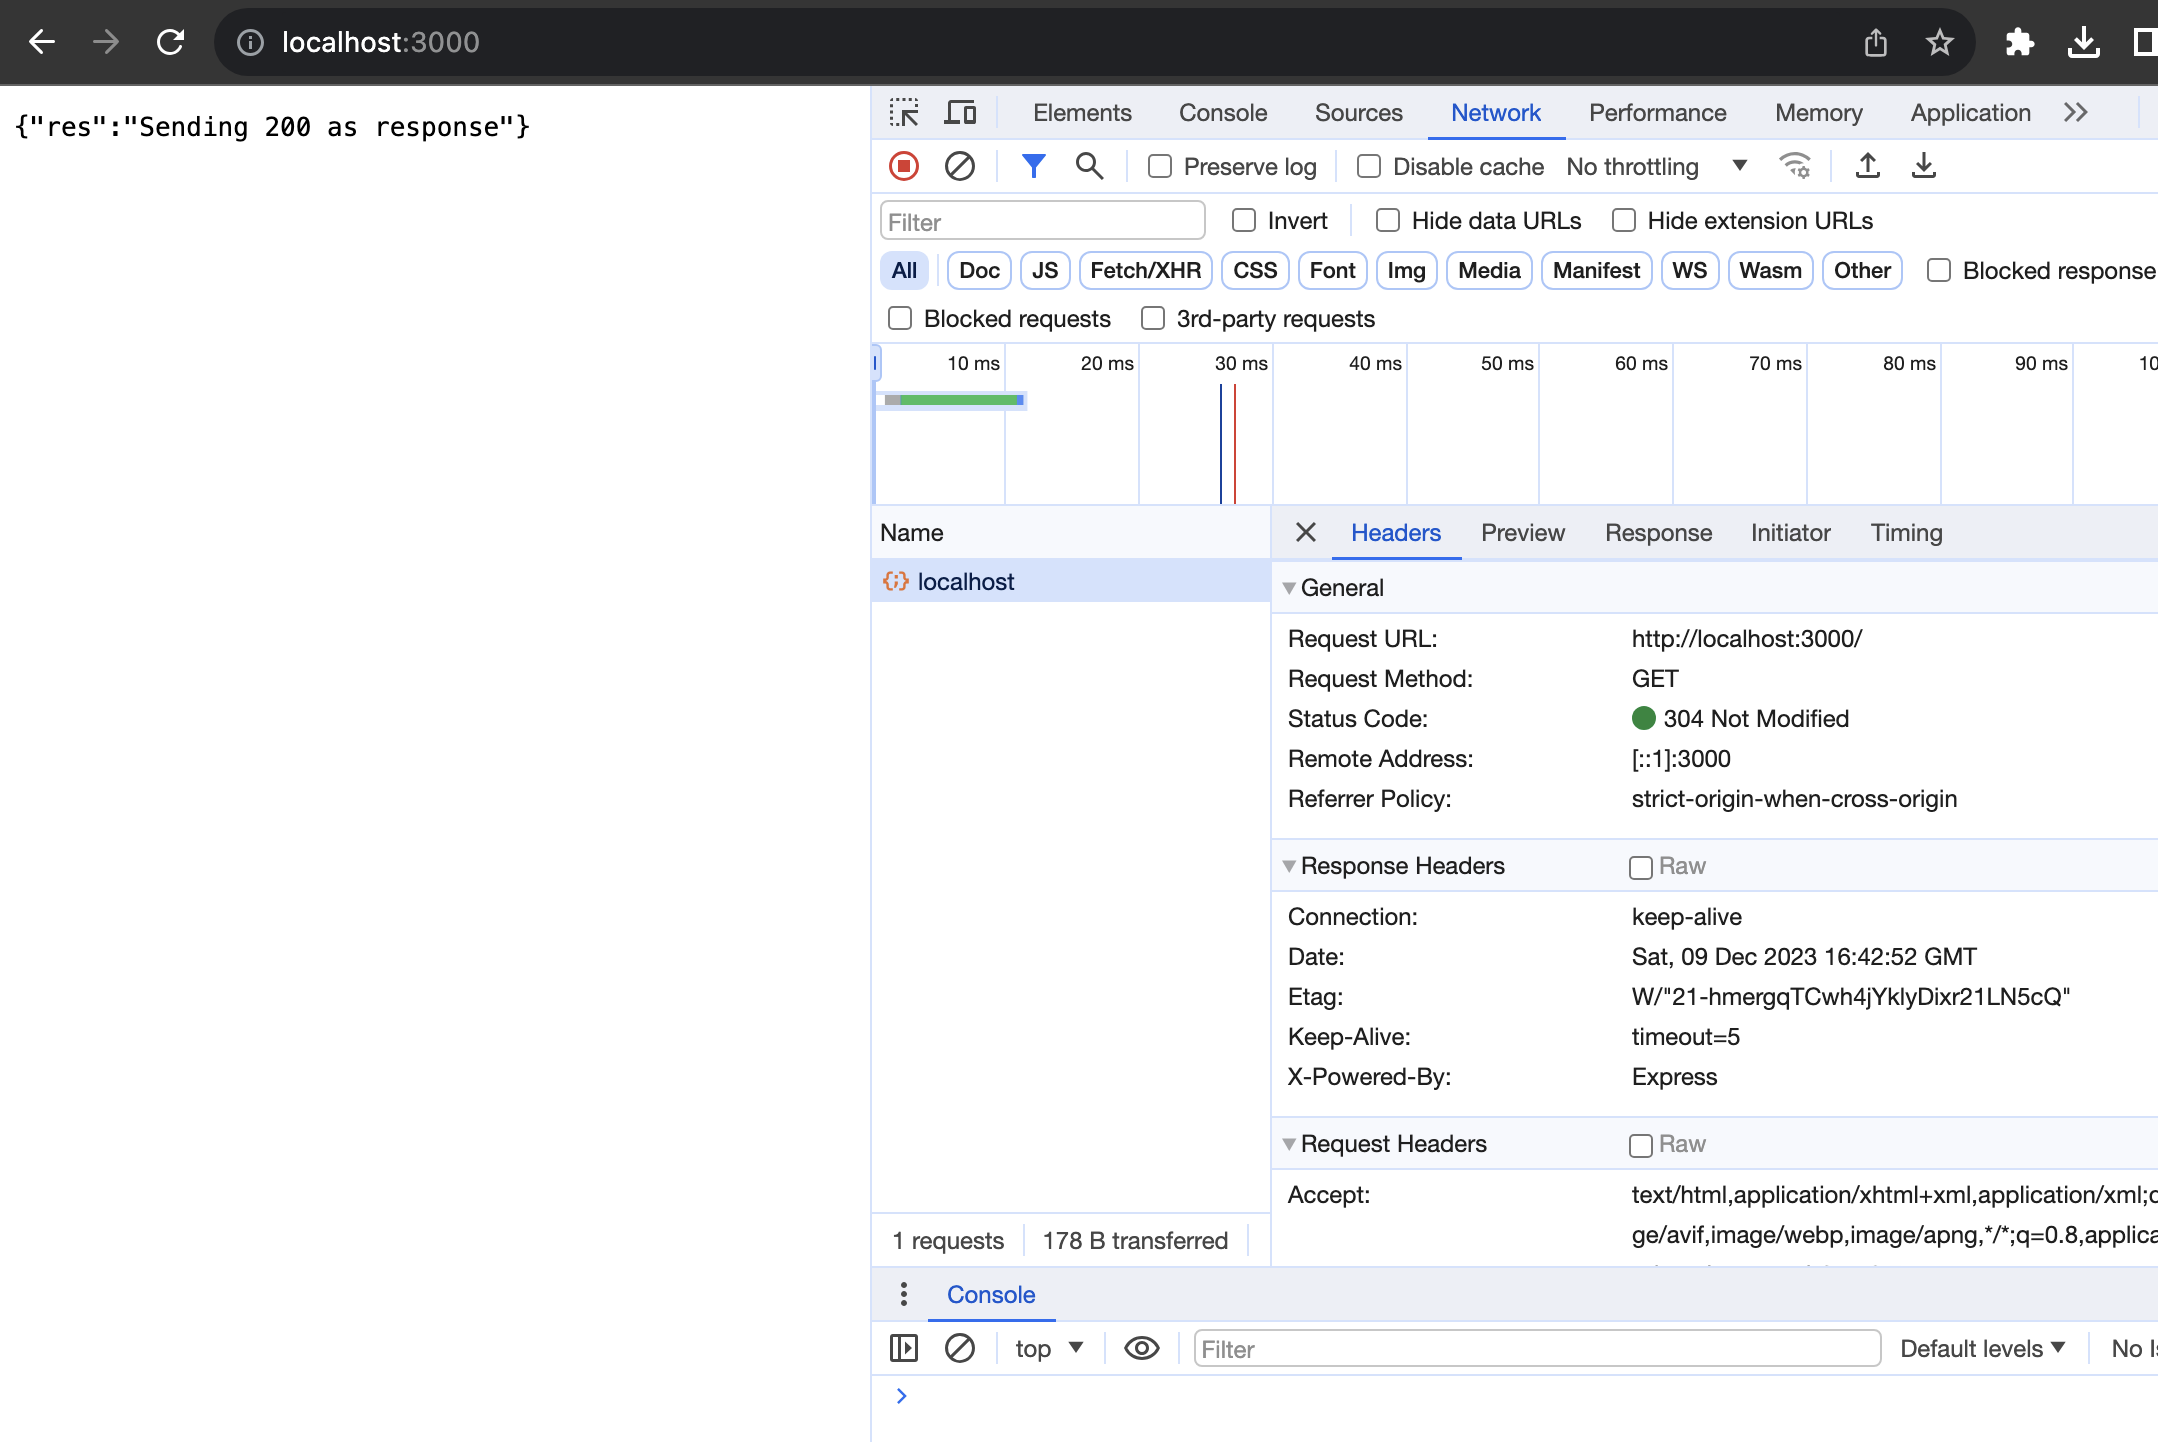 localhost:3000
{"res":"Sending 200 as response"}
Elements Console Sources Network Performance Memory Application
Preserve log Disable cache No throttling
Filter Invert Hide data URLs Hide extension URLs
All Doc JS Fetch/XHR CSS Font Img Media Manifest WS Wasm Other Blocked response
Blocked requests 3rd-party requests
10 ms 20 ms 30 ms 40 ms 50 ms 60 ms 70 ms 80 ms 90 ms 10
Name
localhost
Headers Preview Response Initiator Timing
General
Request URL: http://localhost:3000/
Request Method: GET
Status Code: 304 Not Modified
Remote Address: [::1]:3000
Referrer Policy: strict-origin-when-cross-origin
Response Headers Raw
Connection: keep-alive
Date: Sat, 09 Dec 2023 16:42:52 GMT
Etag: W/"21-hmergqTCwh4jYklyDixr21LN5cQ"
Keep-Alive: timeout=5
X-Powered-By: Express
Request Headers Raw
Accept: text/html,application/xhtml+xml,application/xml;
ge/avif,image/webp,image/apng,*/*;q=0.8,applica
1 requests 178 B transferred
Console
top Filter Default levels No